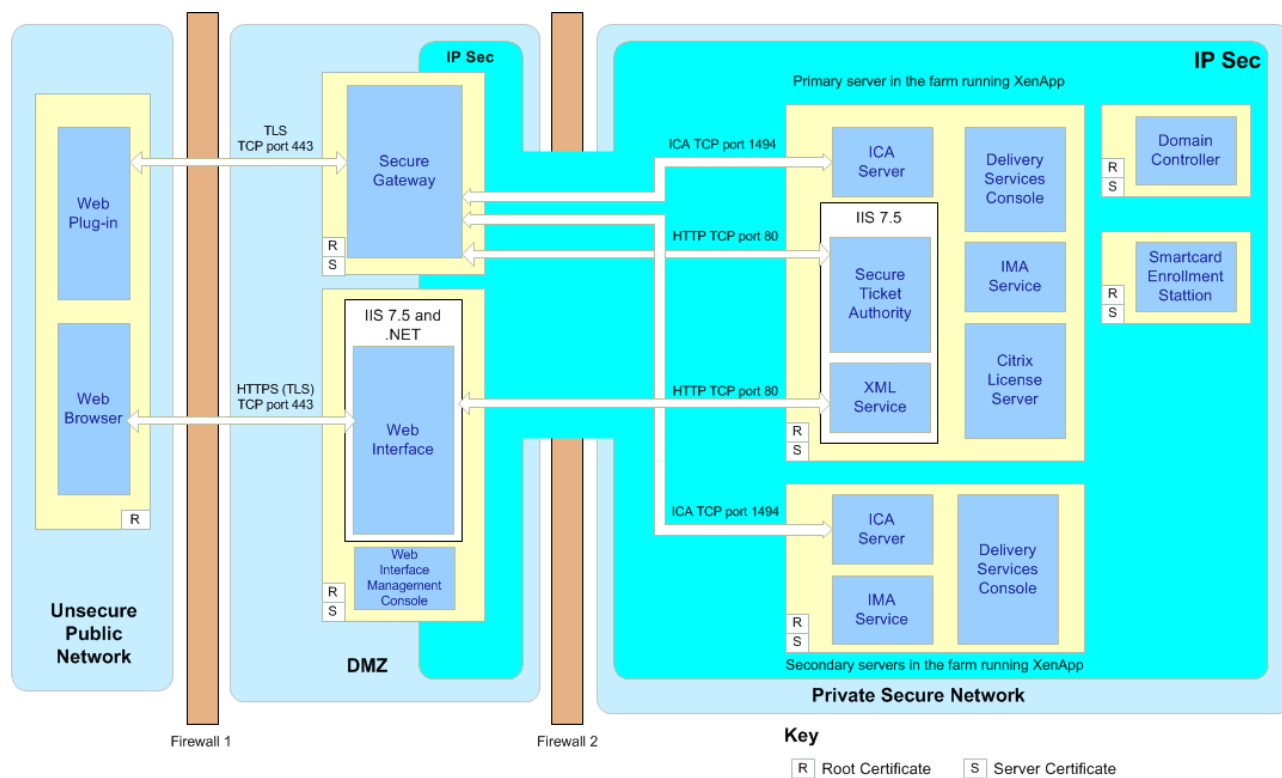 IP Sec
IP Sec
Primary server in the farm running XenApp
TLS
TCP port 443
Web
Plug-in
Secure
Gateway
R
S
ICA TCP port 1494
ICA
Server
Delivery
Services
Console
Domain
Controller
R
S
HTTP TCP port 80
IIS 7.5
Secure
Ticket
Authority
IMA
Service
Smartcard
Enrollment
Stattion
R
S
IIS 7.5 and
.NET
Web
Interface
HTTPS (TLS)
TCP port 443
Web
Browser
R
HTTP TCP port 80
XML
Service
Citrix
License
Server
R
S
Web
Interface
Management
Console
R
S
ICA TCP port 1494
ICA
Server
IMA
Service
Delivery
Services
Console
R
S
Secondary servers in the farm running XenApp
Unsecure
Public
Network
DMZ
Private Secure Network
Firewall 1
Firewall 2
Key
R Root Certificate
S Server Certificate